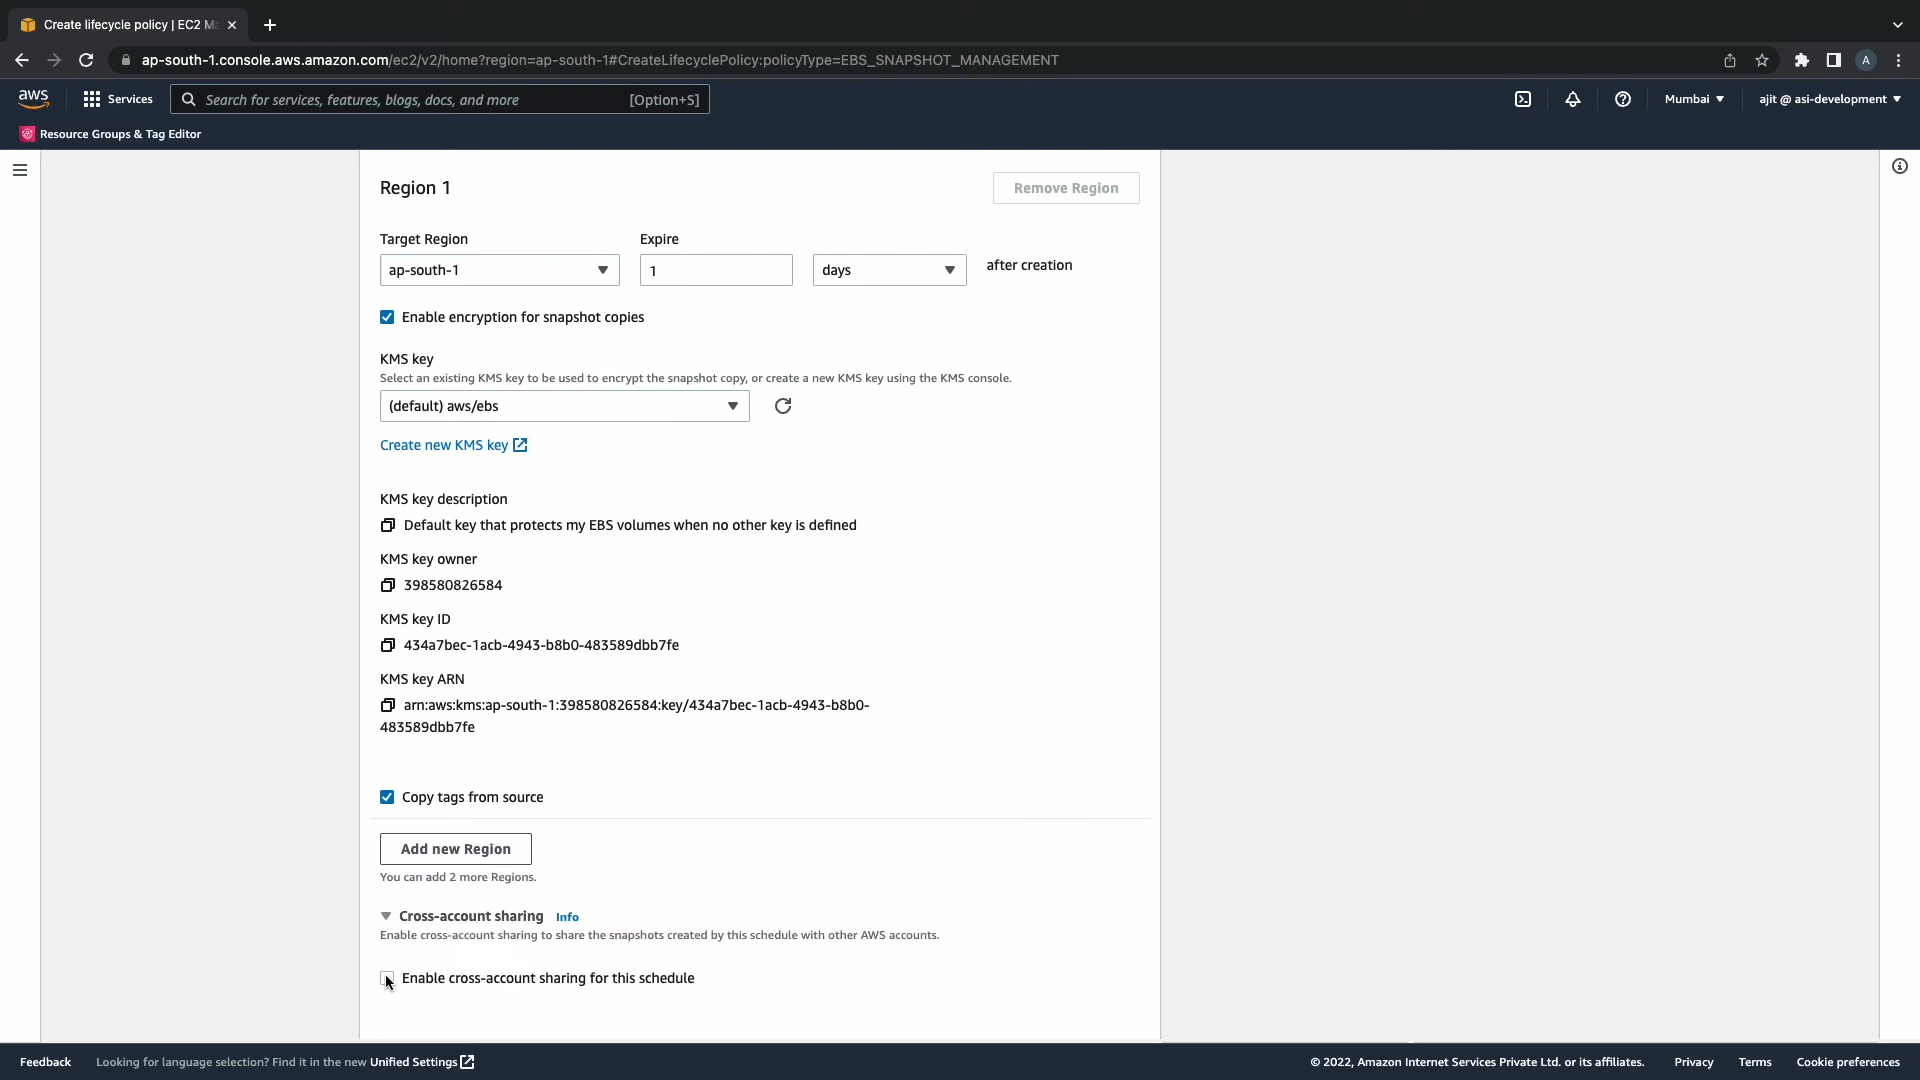 Create lifecycle policy | EC2 Ma
ap-south-1.console.aws.amazon.com/ec2/v2/home?region=ap-south-1#CreateLifecyclePolicy:policyType=EBS_SNAPSHOT_MANAGEMENT
A
aws
Services
Search for services, features, blogs, docs, and more
[Option+S]
Mumbai
ajit @ asi-development
Resource Groups & Tag Editor
Region 1
Remove Region
Target Region
Expire
ap-south-1
1
days
after creation
Enable encryption for snapshot copies
KMS key
Select an existing KMS key to be used to encrypt the snapshot copy, or create a new KMS key using the KMS console.
(default) aws/ebs
Create new KMS key
KMS key description
Default key that protects my EBS volumes when no other key is defined
KMS key owner
398580826584
KMS key ID
434a7bec-1acb-4943-b8b0-483589dbb7fe
KMS key ARN
arn:aws:kms:ap-south-1:398580826584:key/434a7bec-1acb-4943-b8b0-
483589dbb7fe
Copy tags from source
Add new Region
You can add 2 more Regions.
Cross-account sharing Info
Enable cross-account sharing to share the snapshots created by this schedule with other AWS accounts.
Enable cross-account sharing for this schedule
Feedback
Looking for language selection? Find it in the new Unified Settings
© 2022, Amazon Internet Services Private Ltd. or its affiliates.
Privacy
Terms
Cookie preferences